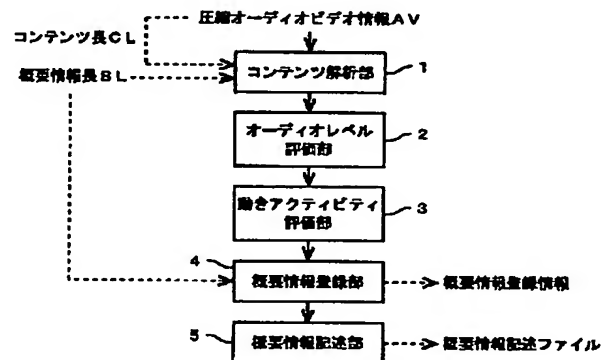 圧縮オーディオビデオ情報AV
コンテンツ長CL
概要情報長BL
コンテンツ解析部
1
オーディオレベル
評価部
2
動きアクティビティ
評価部
3
4
概要情報登録部
概要情報登録情報
5
概要情報記述部
概要情報記述ファイル